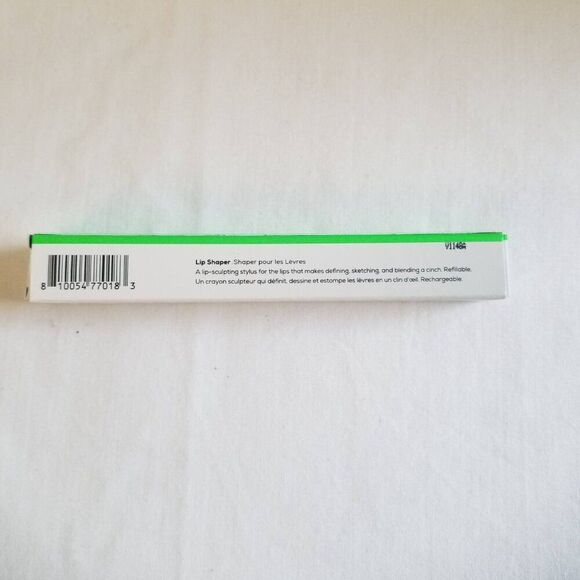 Y1148A
Lip Shaper Shaper pour les Lèvres
A lip-sculpting stylus for the lips that makes defining, sketching, and blending a cinch. Refillable.
Un crayon sculpteur qui définit, dessine et estompe les lèvres en un clin d'œil. Rechargeable.
8 10054 77018 3